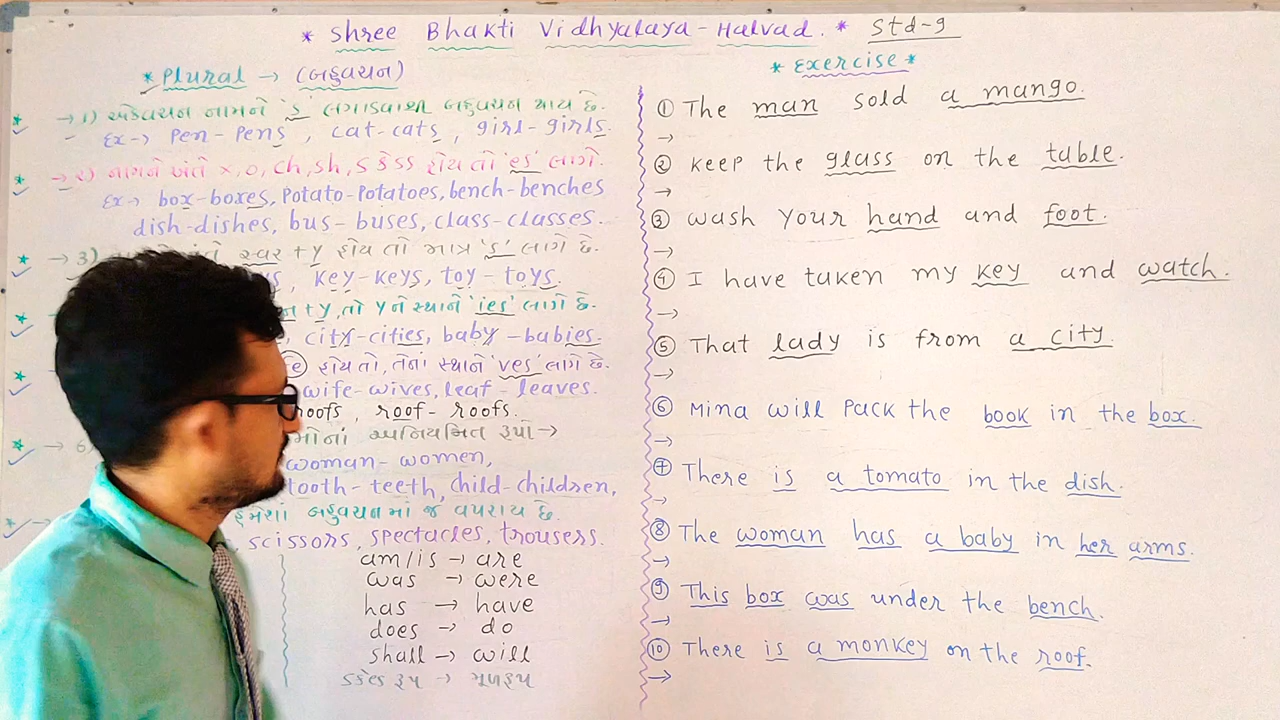 * Shree Bhakti Vidhyalaya-Halvad. * Std-9
* Plural → (બહુવચન)
→ 1) એકવચન નામને 's' લગાડવાથી બહુવચન થાય છે.
Ex → Pen-Pens, cat-cats, girl-girls.
→ ૨) નામને અંતે x, o, ch, sh, s કે ss હોય તો 'es' લાગે.
Ex → box-boxes, Potato-Potatoes, bench-benches
dish-dishes, bus-buses, class-classes.
→ 3) અંતે સ્વર + y હોય તો માત્ર 's' લાગે છે.
key-keys, toy-toys.
+ y, તો y ને સ્થાને 'ies' લાગે છે.
, city-cities, baby-babies.
e હોય તો, તેનાં સ્થાને 'ves' લાગે છે.
wife-wives, leaf-leaves.
roofs, roof-roofs.
→ 6) અનિયમિત રૂપો →
woman-women,
tooth-teeth, child-children,
હંમેશાં બહુવચનમાં જ વપરાય છે.
, scissors, spectacles, trousers.
am/is → are
was → were
has → have
does → do
shall → will
→ મૂળરૂપ
* Exercise *
① The man sold a mango.
→
② Keep the glass on the table.
→
③ wash your hand and foot.
→
④ I have taken my key and watch.
→
⑤ That lady is from a city.
→
⑥ Mina will Pack the book in the box.
→
⑦ There is a tomato in the dish.
→
⑧ The woman has a baby in her arms.
→
⑨ This box was under the bench.
→
⑩ There is a monkey on the roof.
→